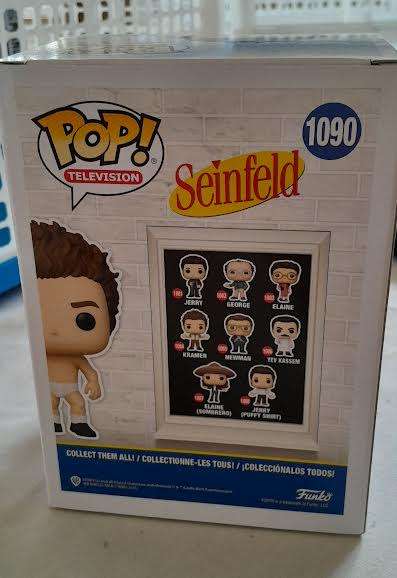 POP!
TELEVISION
Seinfeld
1090
JERRY
GEORGE
ELAINE
KRAMER
NEWMAN
YEV KASSEM
ELAINE
(SOMBRERO)
JERRY
(PUFFY SHIRT)
COLLECT THEM ALL! / COLLECTIONNE-LES TOUS! / ¡COLECCIÓNALOS TODOS!
Funko